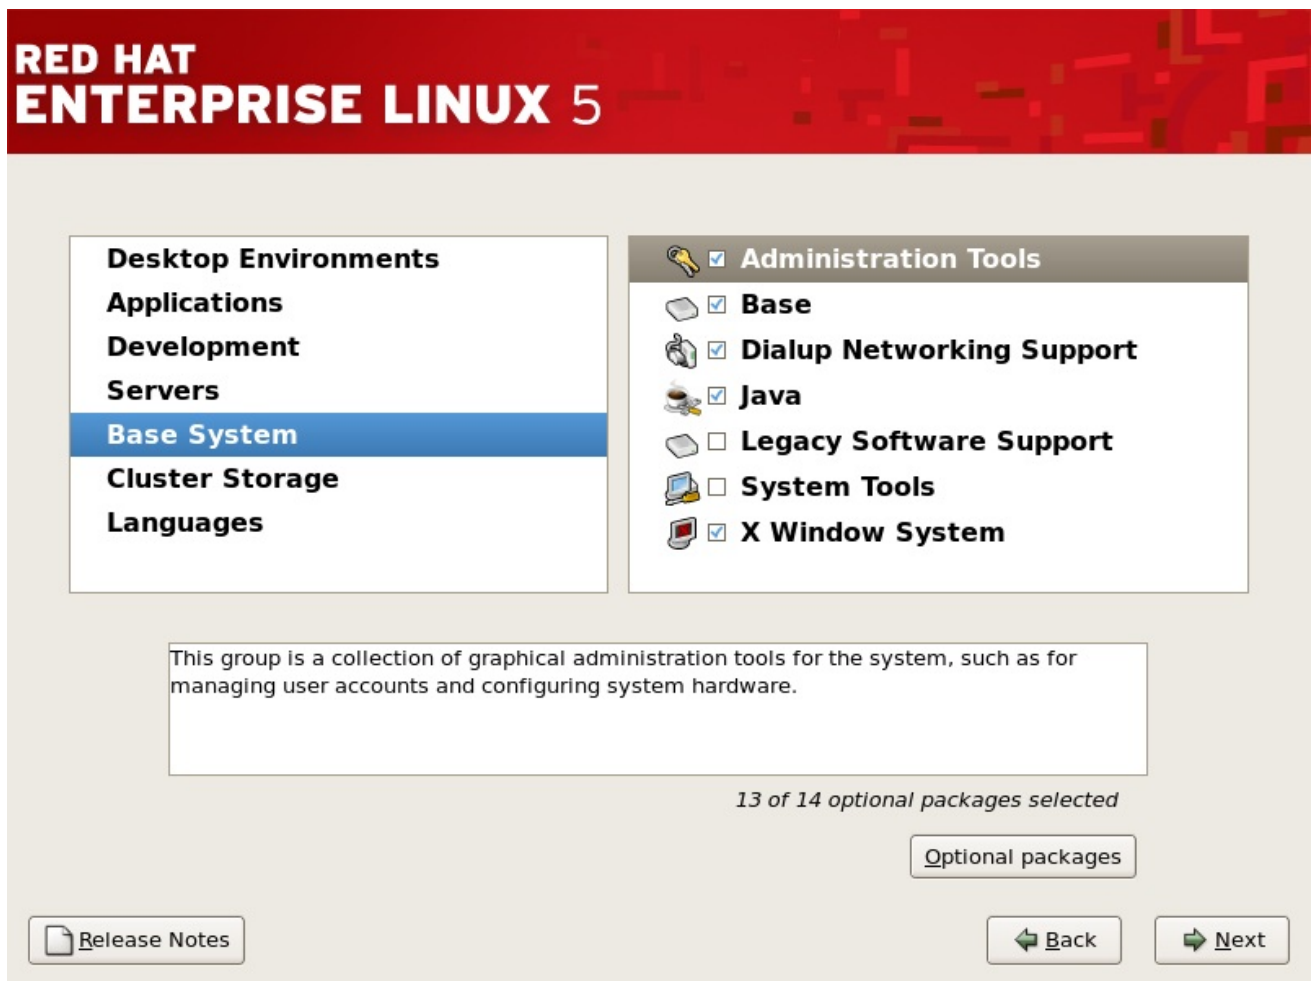 RED HAT
ENTERPRISE LINUX 5
Desktop Environments
Applications
Development
Servers
Base System
Cluster Storage
Languages
Administration Tools
Base
Dialup Networking Support
Java
Legacy Software Support
System Tools
X Window System
This group is a collection of graphical administration tools for the system, such as for
managing user accounts and configuring system hardware.
13 of 14 optional packages selected
Optional packages
Release Notes
Back
Next